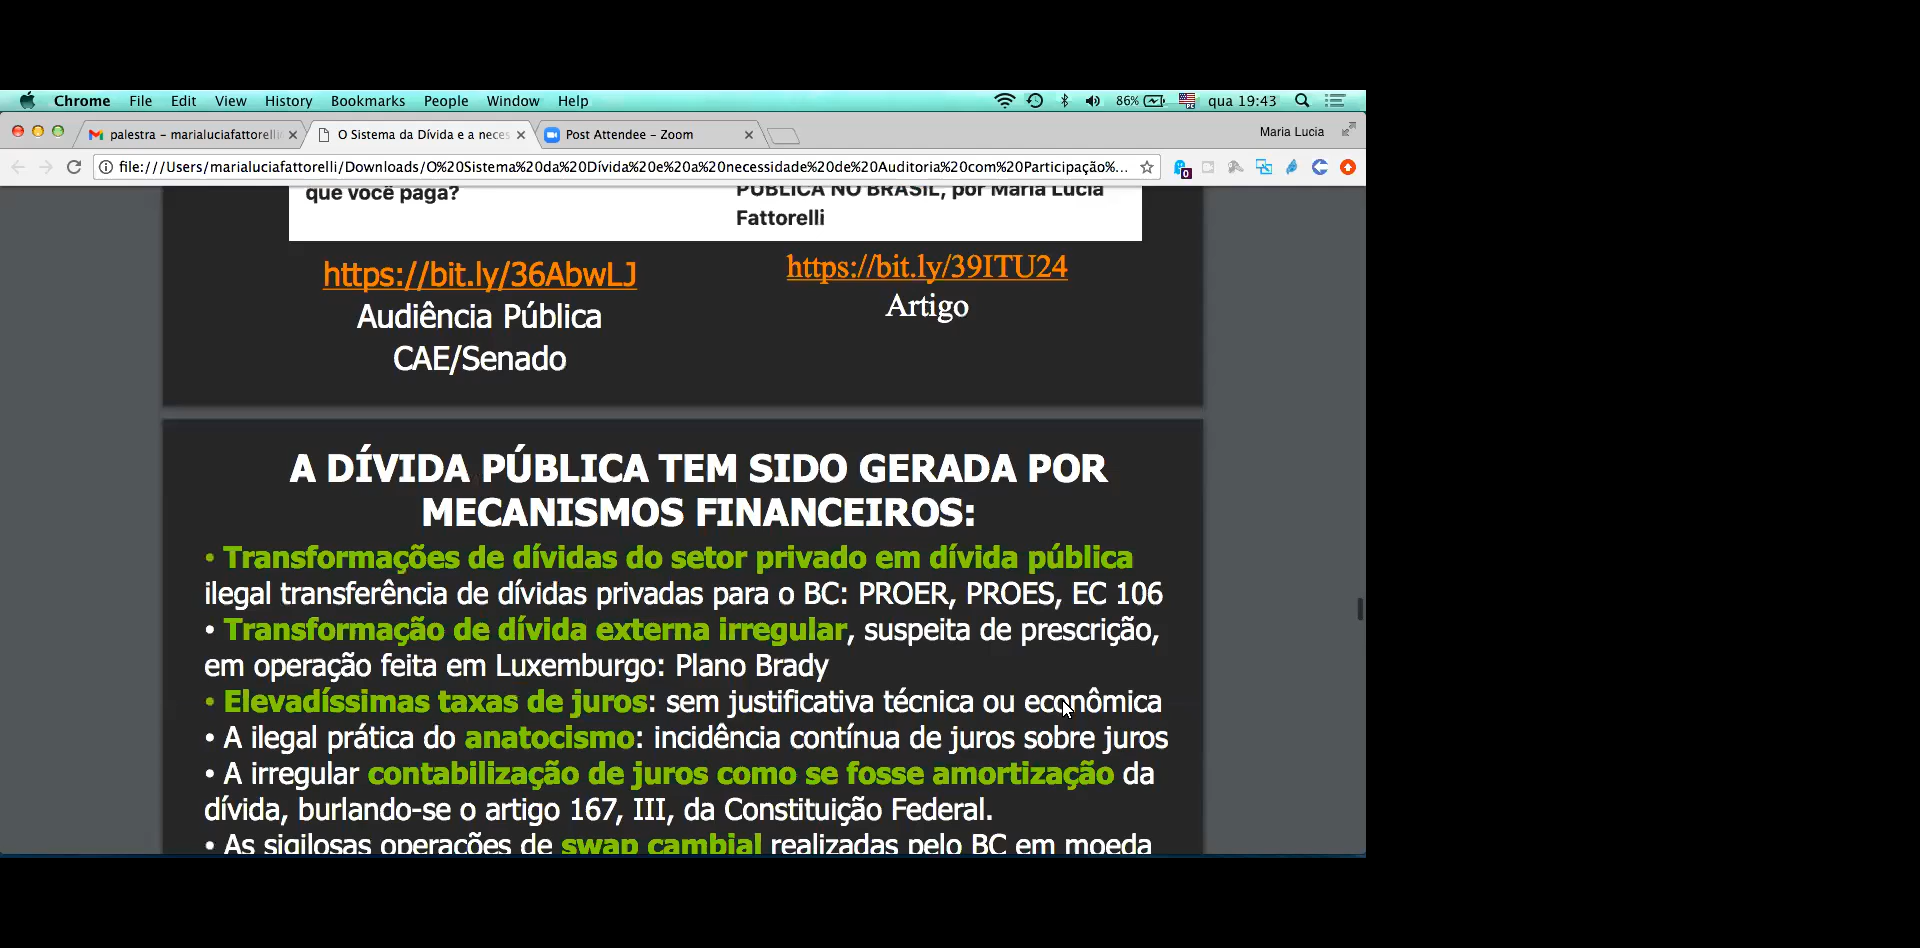 Chrome File Edit View History Bookmarks People Window Help 86% qua 19:43
palestra – marialuciafattorelli O Sistema da Dívida e a neces Post Attendee – Zoom Maria Lucia
file:///Users/marialuciafattorelli/Downloads/O%20Sistema%20da%20Dívida%20e%20a%20necessidade%20de%20Auditoria%20com%20Participação%... 0
que você paga?
PÚBLICA NO BRASIL, por Maria Lucia
Fattorelli
https://bit.ly/36AbwLJ
Audiência Pública
CAE/Senado
https://bit.ly/39ITU24
Artigo
A DÍVIDA PÚBLICA TEM SIDO GERADA POR
MECANISMOS FINANCEIROS:
• Transformações de dívidas do setor privado em dívida pública
ilegal transferência de dívidas privadas para o BC: PROER, PROES, EC 106
• Transformação de dívida externa irregular, suspeita de prescrição,
em operação feita em Luxemburgo: Plano Brady
• Elevadíssimas taxas de juros: sem justificativa técnica ou econômica
• A ilegal prática do anatocismo: incidência contínua de juros sobre juros
• A irregular contabilização de juros como se fosse amortização da
dívida, burlando-se o artigo 167, III, da Constituição Federal.
• As sigilosas operações de swap cambial realizadas pelo BC em moeda